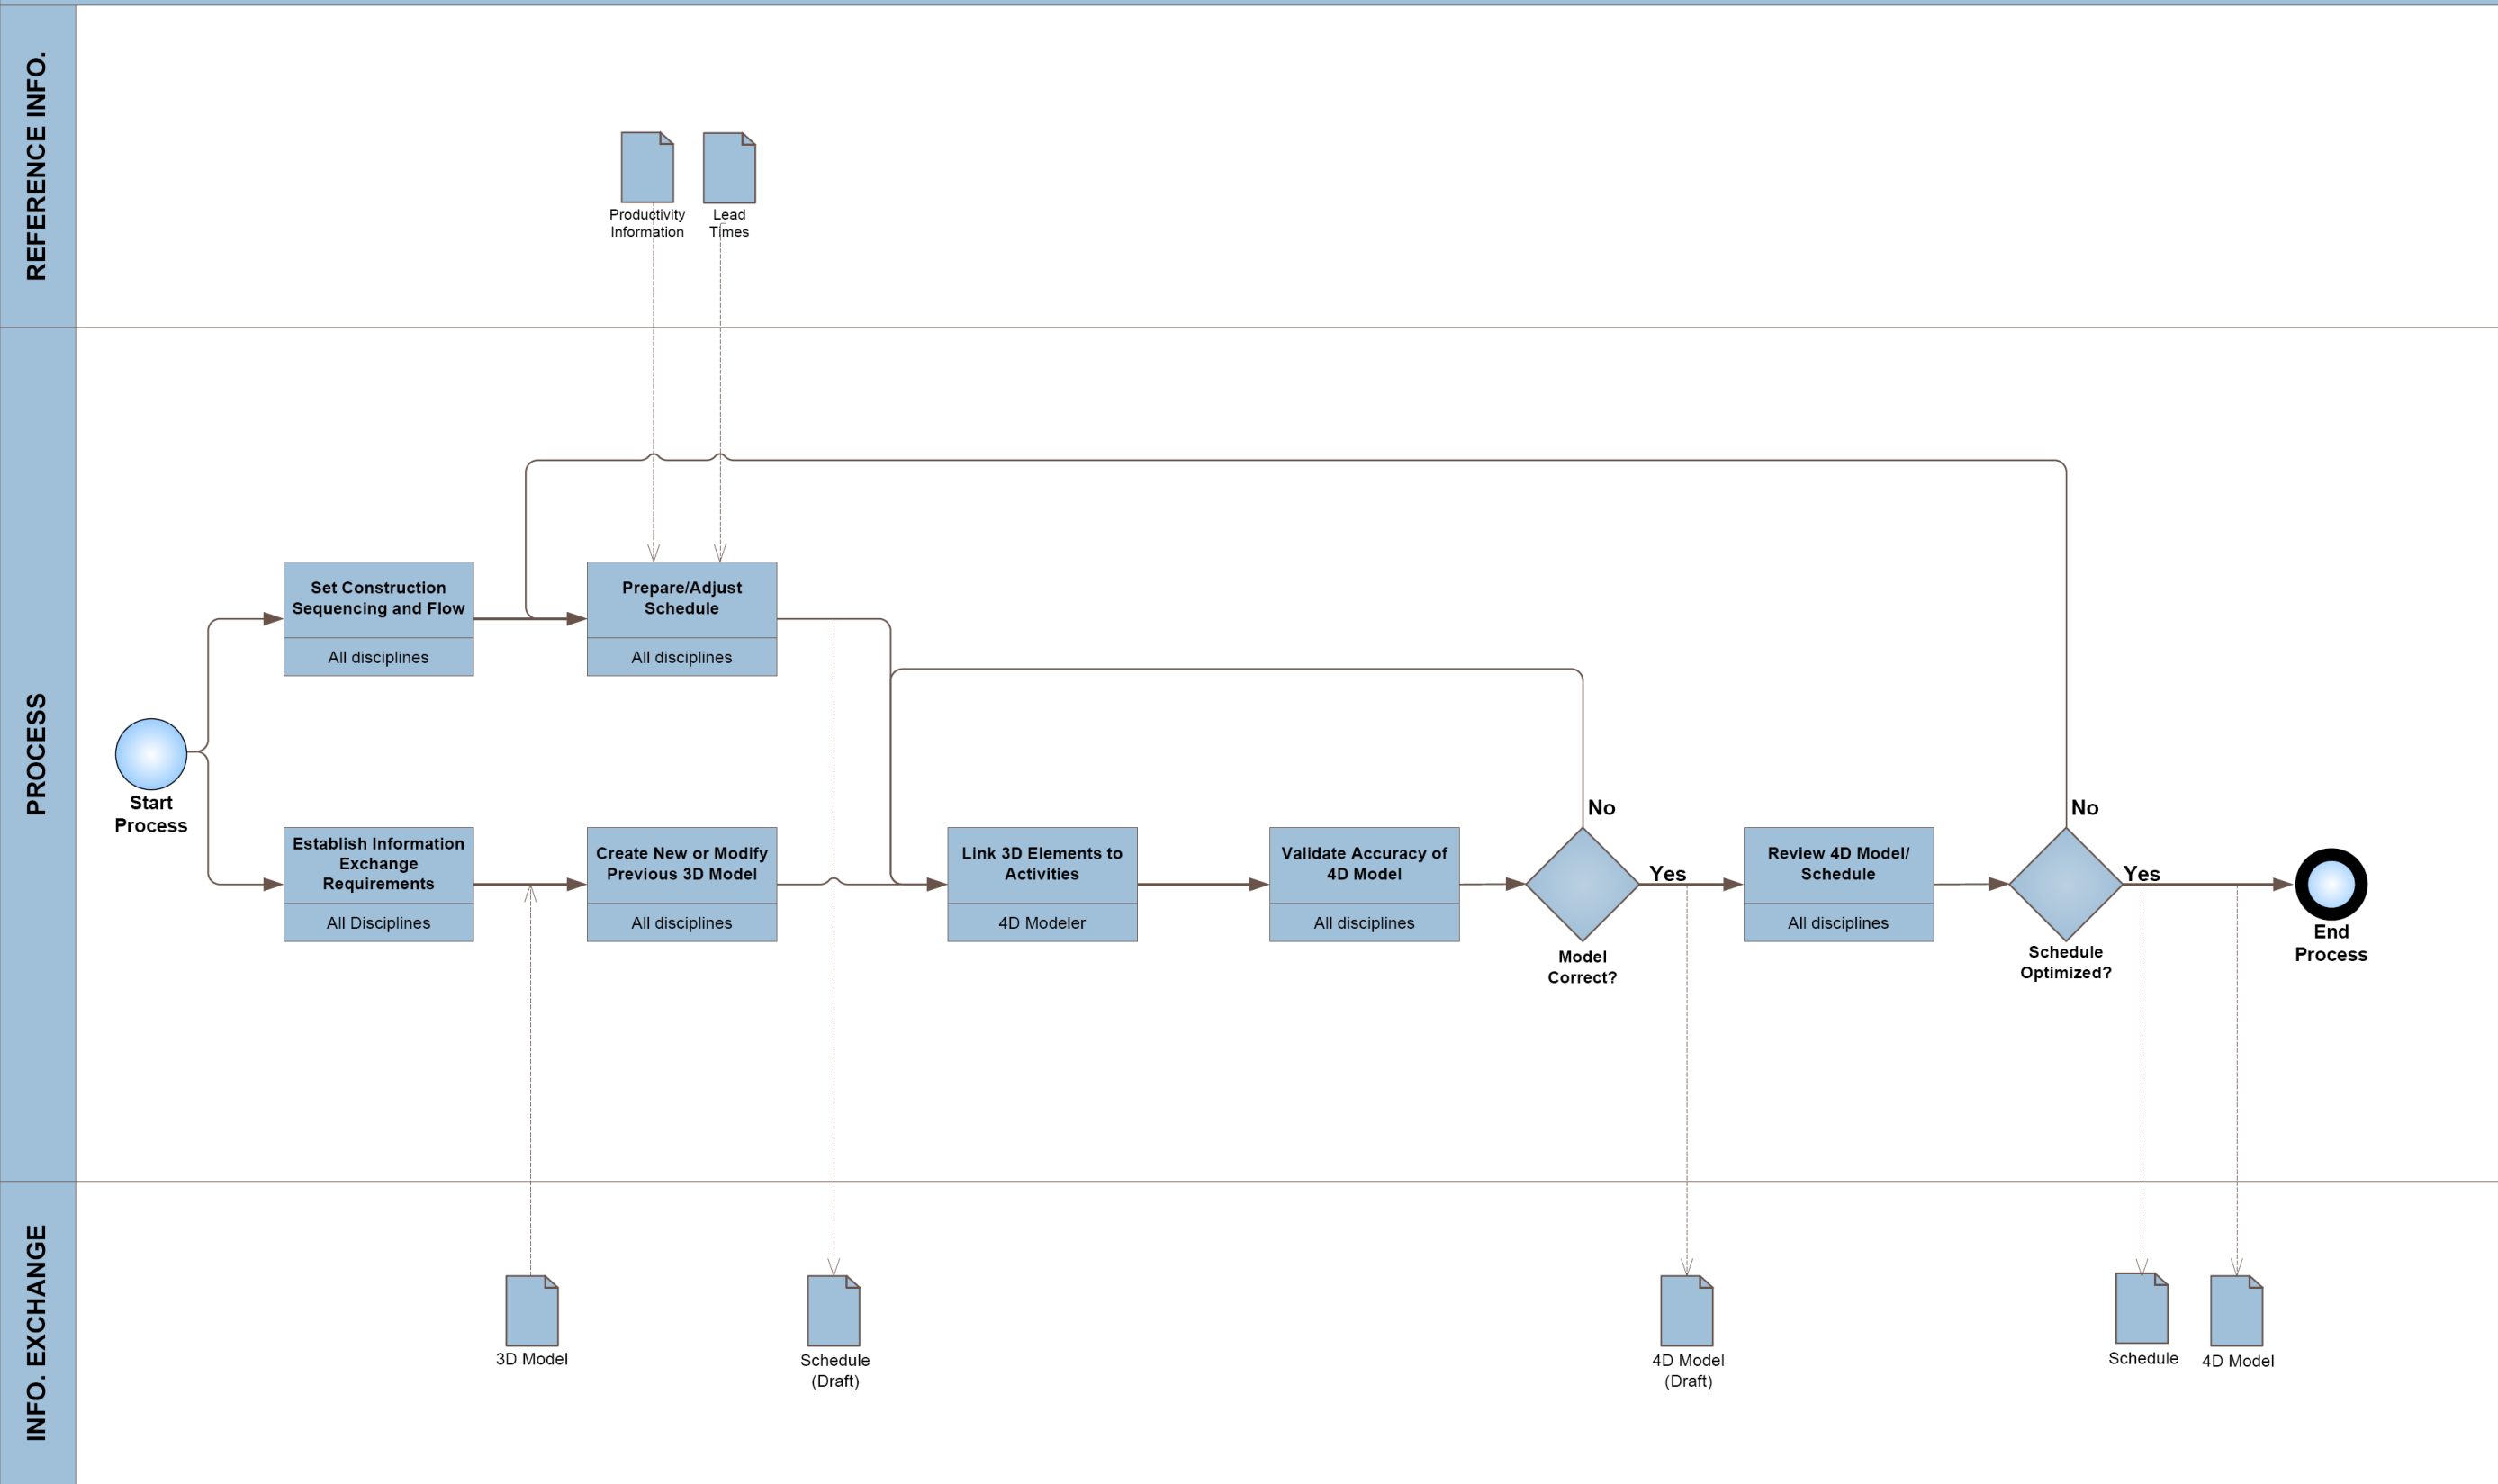 REFERENCE INFO.
Productivity
Information
Lead
Times
PROCESS
Start
Process
Set Construction
Sequencing and Flow
All disciplines
Prepare/Adjust
Schedule
All disciplines
Establish Information
Exchange
Requirements
All Disciplines
Create New or Modify
Previous 3D Model
All disciplines
Link 3D Elements to
Activities
4D Modeler
Validate Accuracy of
4D Model
All disciplines
No
Yes
Model
Correct?
Review 4D Model/
Schedule
All disciplines
No
Yes
Schedule
Optimized?
End
Process
INFO. EXCHANGE
3D Model
Schedule
(Draft)
4D Model
(Draft)
Schedule
4D Model